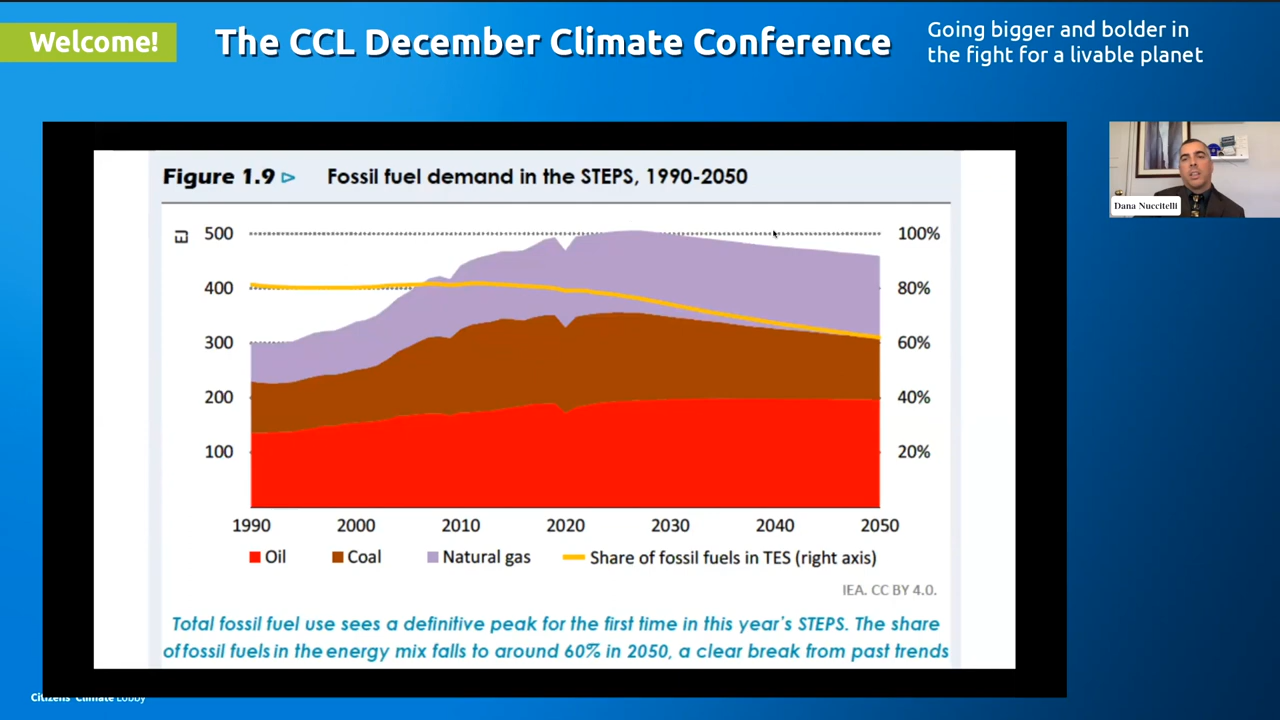 Welcome!
The CCL December Climate Conference
Going bigger and bolder in
the fight for a livable planet
Figure 1.9 ▷ Fossil fuel demand in the STEPS, 1990-2050
EJ
500 100%
400 80%
300 60%
200 40%
100 20%
1990 2000 2010 2020 2030 2040 2050
Oil Coal Natural gas Share of fossil fuels in TES (right axis)
IEA. CC BY 4.0.
Total fossil fuel use sees a definitive peak for the first time in this year's STEPS. The share
of fossil fuels in the energy mix falls to around 60% in 2050, a clear break from past trends
Dana Nuccitelli
Citizens' Climate Lobby